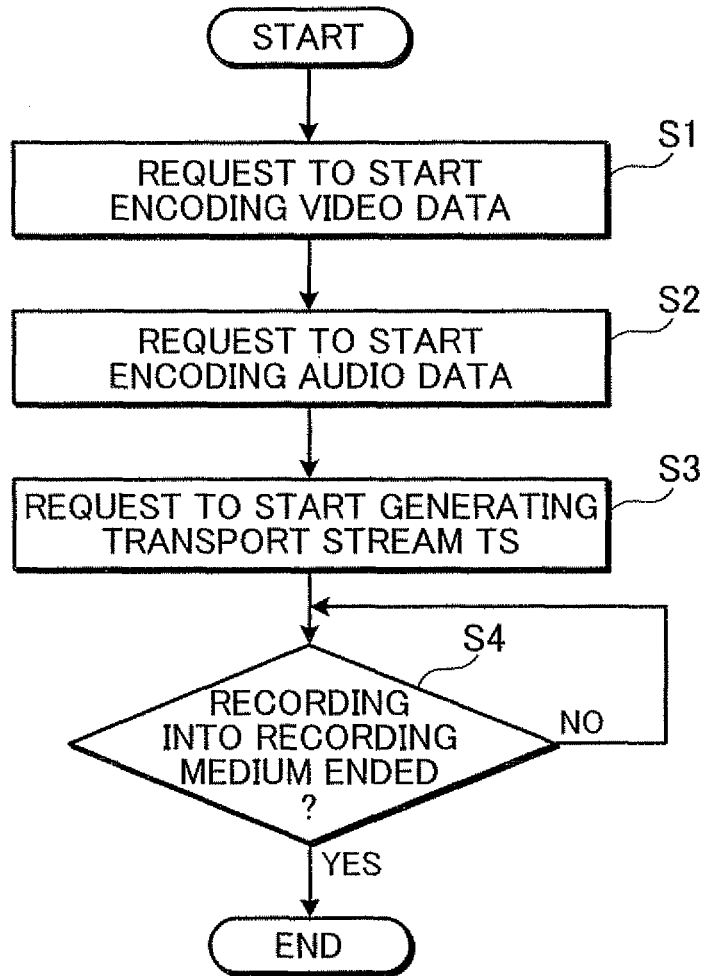 START
S1
REQUEST TO START
ENCODING VIDEO DATA
S2
REQUEST TO START
ENCODING AUDIO DATA
S3
REQUEST TO START GENERATING
TRANSPORT STREAM TS
S4
RECORDING
INTO RECORDING
MEDIUM ENDED
?
NO
YES
END